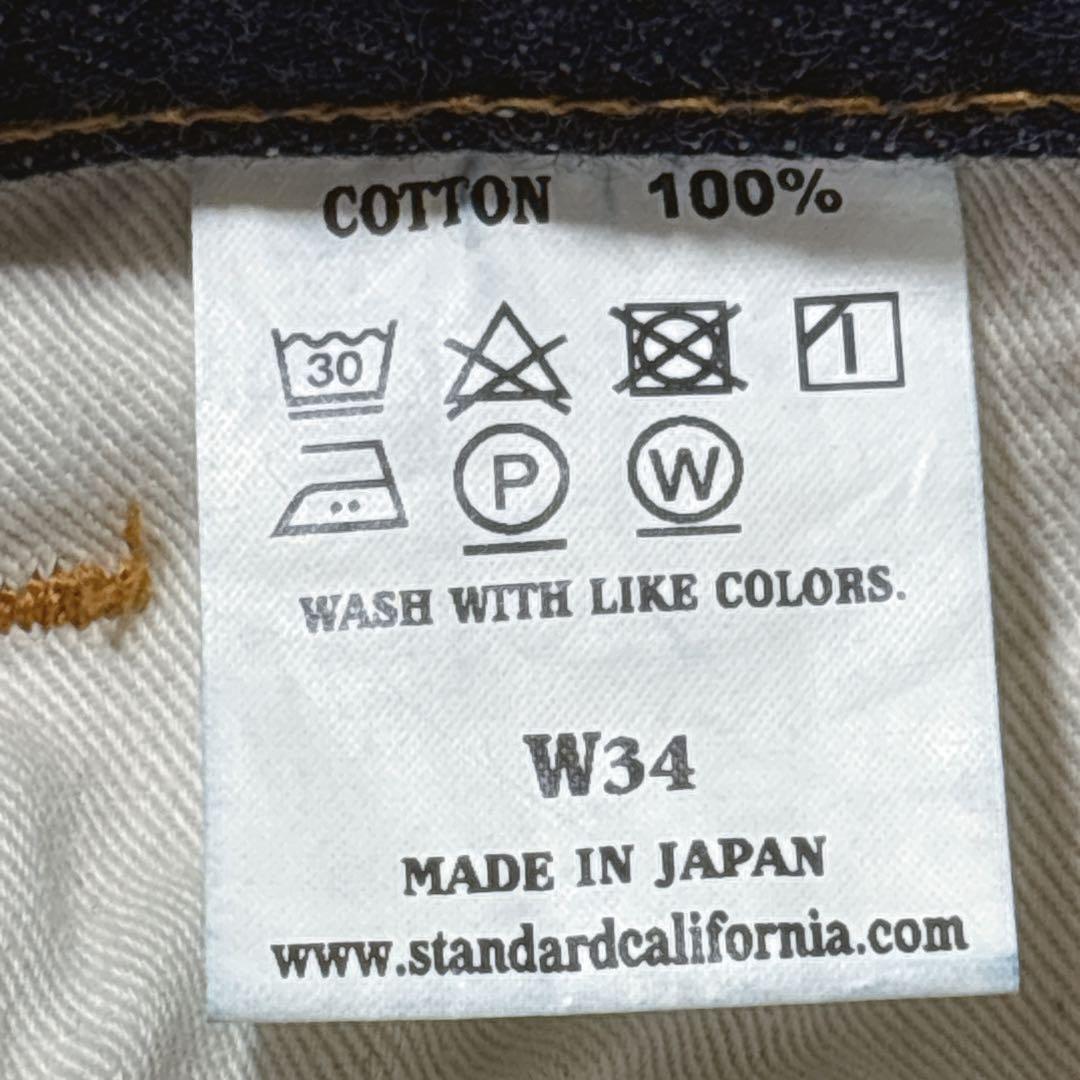 COTTON 100%
30
P W
WASH WITH LIKE COLORS.
W34
MADE IN JAPAN
www.standardcalifornia.com